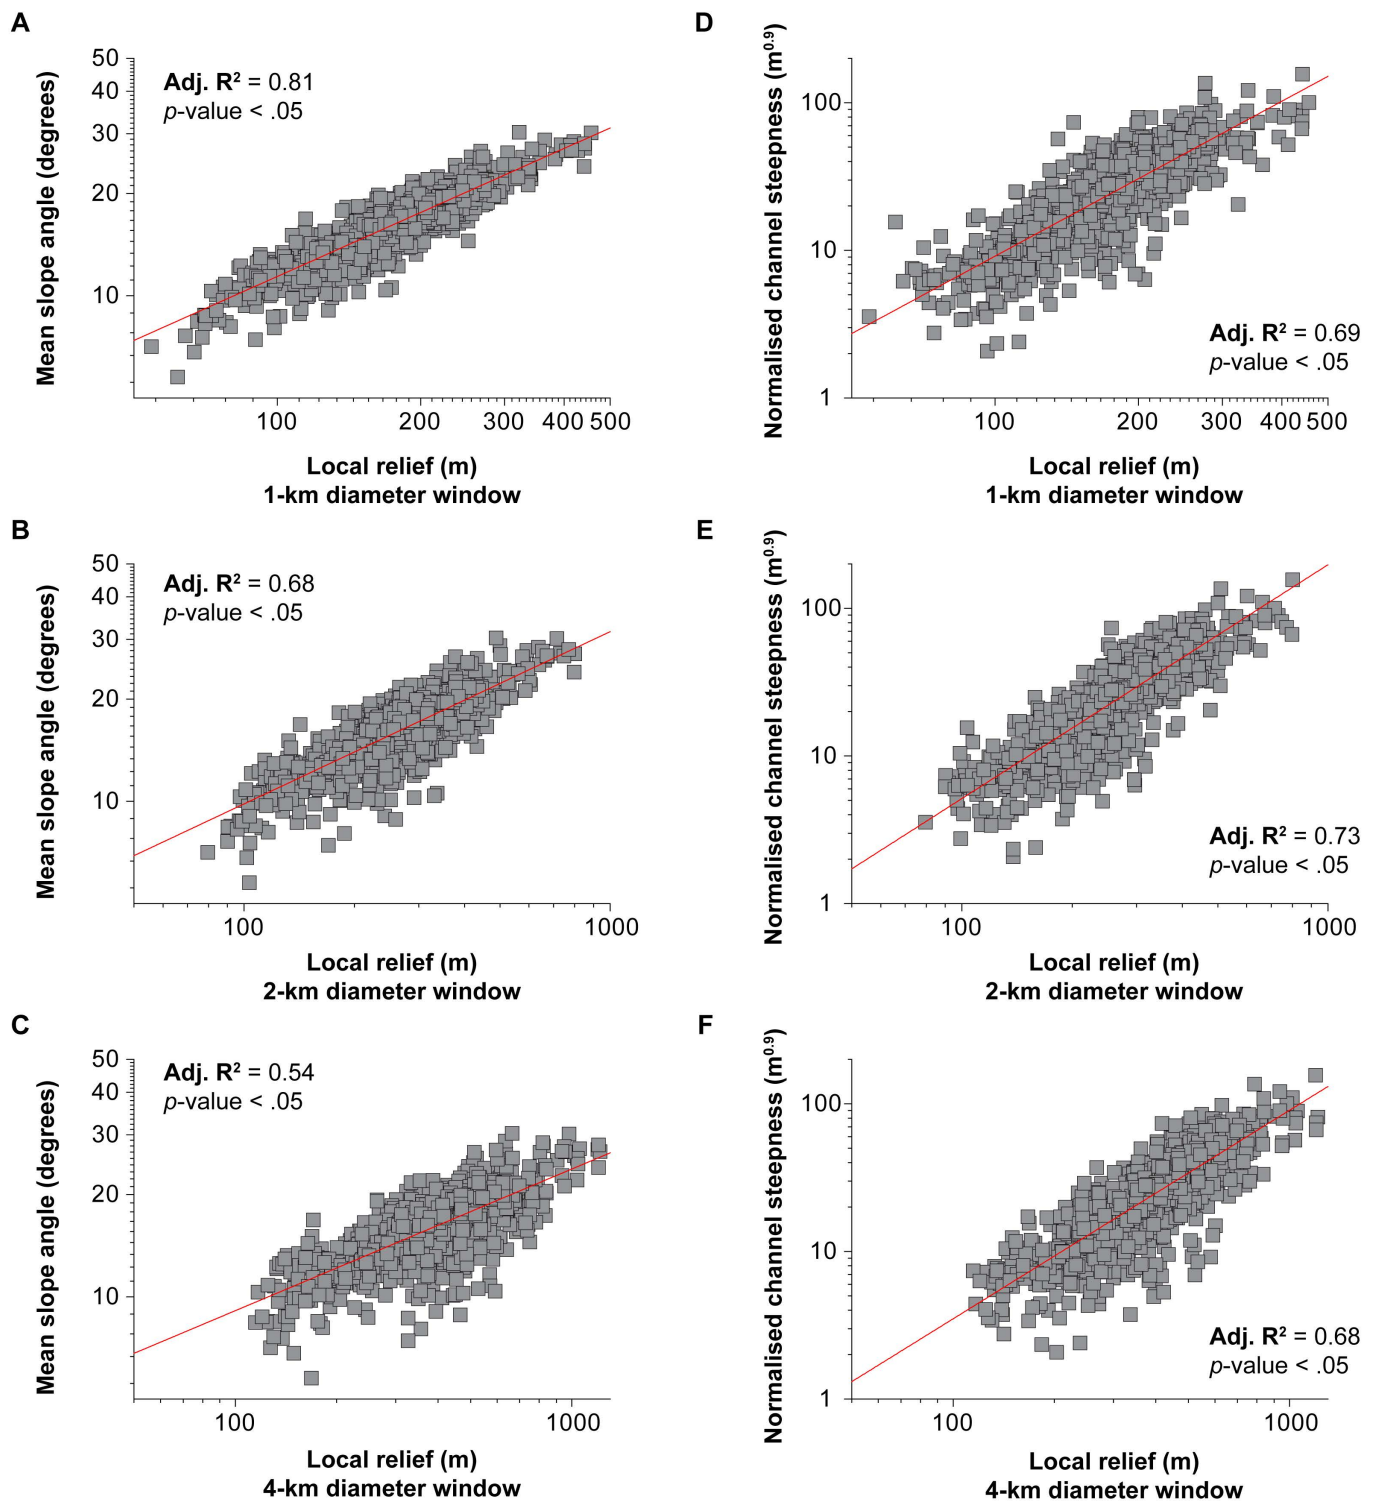 A
Mean slope angle (degrees)
50
40
30
20
10
Adj. R² = 0.81
p-value < .05
100 200 300 400 500
Local relief (m)
1-km diameter window
D
Normalised channel steepness (m⁰·⁹)
100
10
1
Adj. R² = 0.69
p-value < .05
100 200 300 400 500
Local relief (m)
1-km diameter window
B
Mean slope angle (degrees)
50
40
30
20
10
Adj. R² = 0.68
p-value < .05
100 1000
Local relief (m)
2-km diameter window
E
Normalised channel steepness (m⁰·⁹)
100
10
1
Adj. R² = 0.73
p-value < .05
100 1000
Local relief (m)
2-km diameter window
C
Mean slope angle (degrees)
50
40
30
20
10
Adj. R² = 0.54
p-value < .05
100 1000
Local relief (m)
4-km diameter window
F
Normalised channel steepness (m⁰·⁹)
100
10
1
Adj. R² = 0.68
p-value < .05
100 1000
Local relief (m)
4-km diameter window